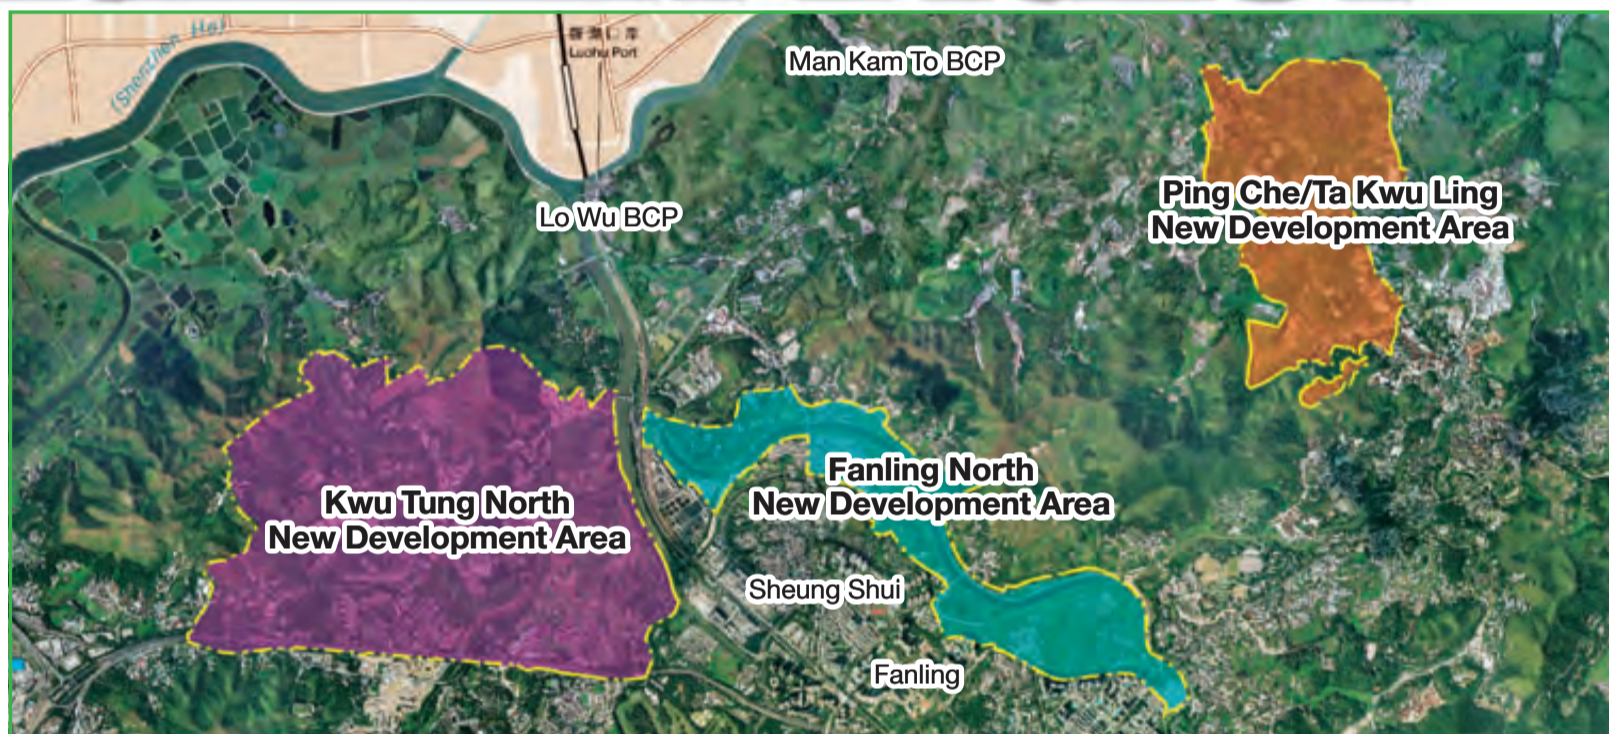 (Shenzhen He)
Luohu Port
Man Kam To BCP
Lo Wu BCP
Ping Che/Ta Kwu Ling
New Development Area
Kwu Tung North
New Development Area
Fanling North
New Development Area
Sheung Shui
Fanling